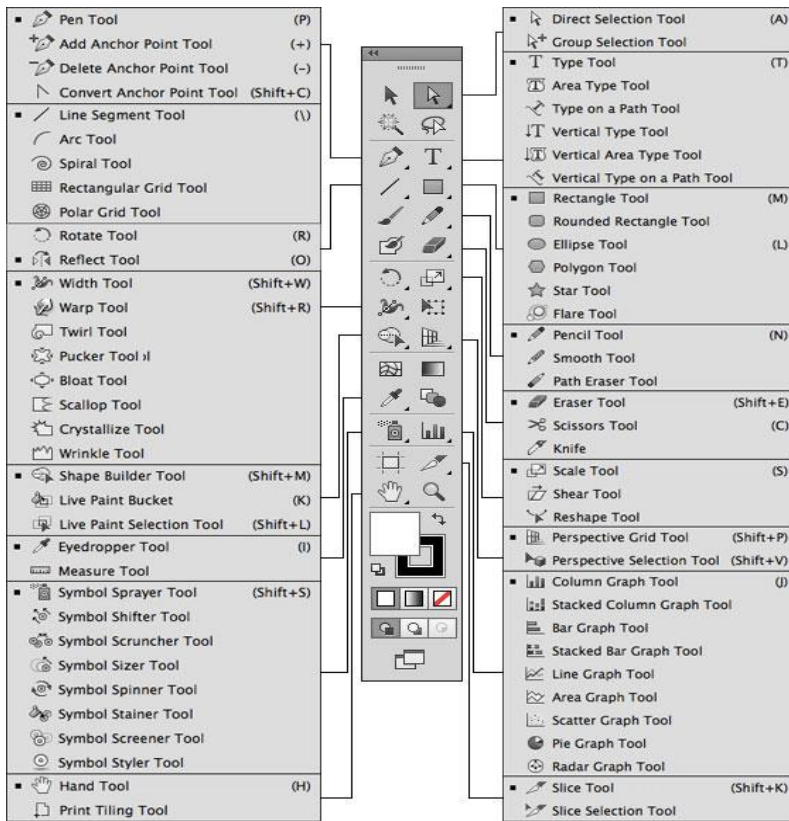 Pen Tool (P)
Add Anchor Point Tool (+)
Delete Anchor Point Tool (-)
Convert Anchor Point Tool (Shift+C)
Line Segment Tool (\)
Arc Tool
Spiral Tool
Rectangular Grid Tool
Polar Grid Tool
Rotate Tool (R)
Reflect Tool (O)
Width Tool (Shift+W)
Warp Tool (Shift+R)
Twirl Tool
Pucker Tool
Bloat Tool
Scallop Tool
Crystallize Tool
Wrinkle Tool
Shape Builder Tool (Shift+M)
Live Paint Bucket (K)
Live Paint Selection Tool (Shift+L)
Eyedropper Tool (I)
Measure Tool
Symbol Sprayer Tool (Shift+S)
Symbol Shifter Tool
Symbol Scruncher Tool
Symbol Sizer Tool
Symbol Spinner Tool
Symbol Stainer Tool
Symbol Screener Tool
Symbol Styler Tool
Hand Tool (H)
Print Tiling Tool
Direct Selection Tool (A)
Group Selection Tool
Type Tool (T)
Area Type Tool
Type on a Path Tool
Vertical Type Tool
Vertical Area Type Tool
Vertical Type on a Path Tool
Rectangle Tool (M)
Rounded Rectangle Tool
Ellipse Tool (L)
Polygon Tool
Star Tool
Flare Tool
Pencil Tool (N)
Smooth Tool
Path Eraser Tool
Eraser Tool (Shift+E)
Scissors Tool (C)
Knife
Scale Tool (S)
Shear Tool
Reshape Tool
Perspective Grid Tool (Shift+P)
Perspective Selection Tool (Shift+V)
Column Graph Tool (J)
Stacked Column Graph Tool
Bar Graph Tool
Stacked Bar Graph Tool
Line Graph Tool
Area Graph Tool
Scatter Graph Tool
Pie Graph Tool
Radar Graph Tool
Slice Tool (Shift+K)
Slice Selection Tool